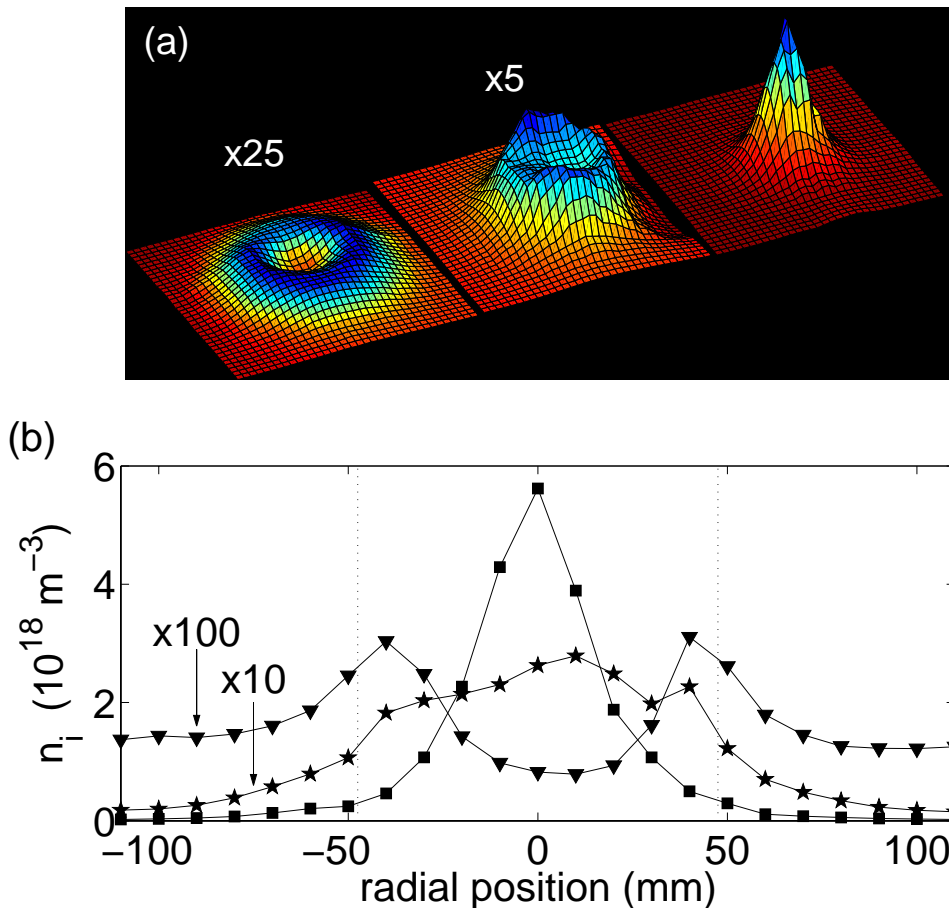 (a)
x25
x5
(b)
n_i (10^18 m^−3)
6
4
2
0
x100
x10
−100
−50
0
50
100
radial position (mm)